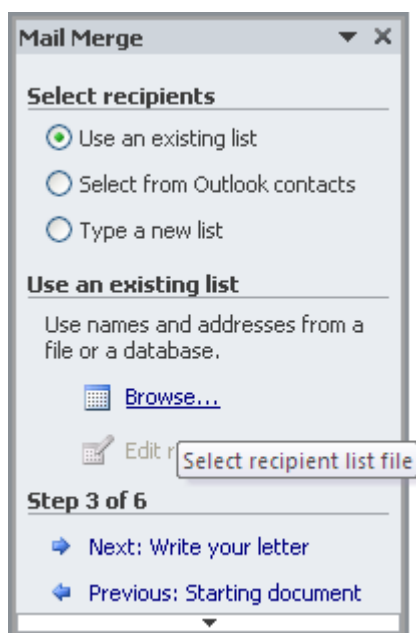 Mail Merge
Select recipients
Use an existing list
Select from Outlook contacts
Type a new list
Use an existing list
Use names and addresses from a
file or a database.
Browse...
Edit
Select recipient list file
Step 3 of 6
Next: Write your letter
Previous: Starting document